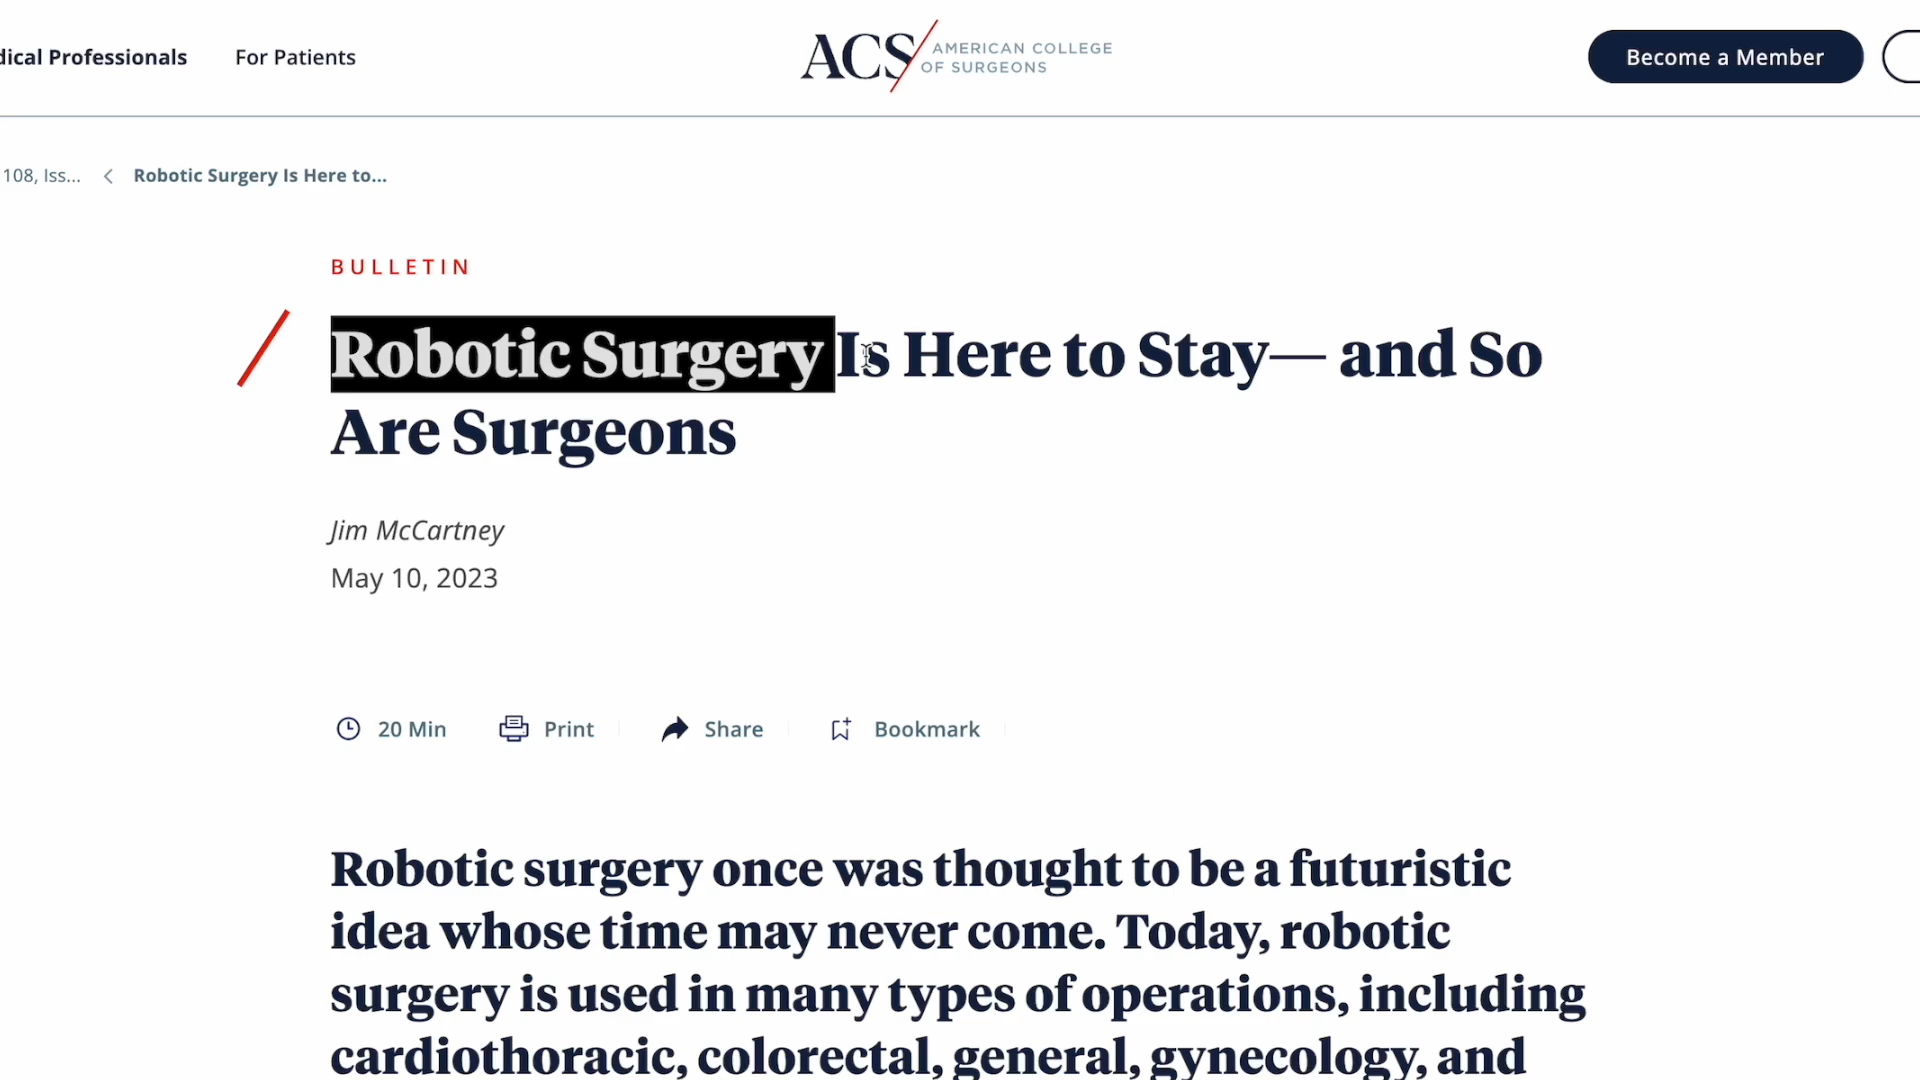 dical Professionals For Patients
ACS AMERICAN COLLEGE
OF SURGEONS
Become a Member
108, Iss... Robotic Surgery Is Here to...
BULLETIN
Robotic Surgery Is Here to Stay— and So
Are Surgeons
Jim McCartney
May 10, 2023
20 Min Print Share Bookmark
Robotic surgery once was thought to be a futuristic
idea whose time may never come. Today, robotic
surgery is used in many types of operations, including
cardiothoracic, colorectal, general, gynecology, and